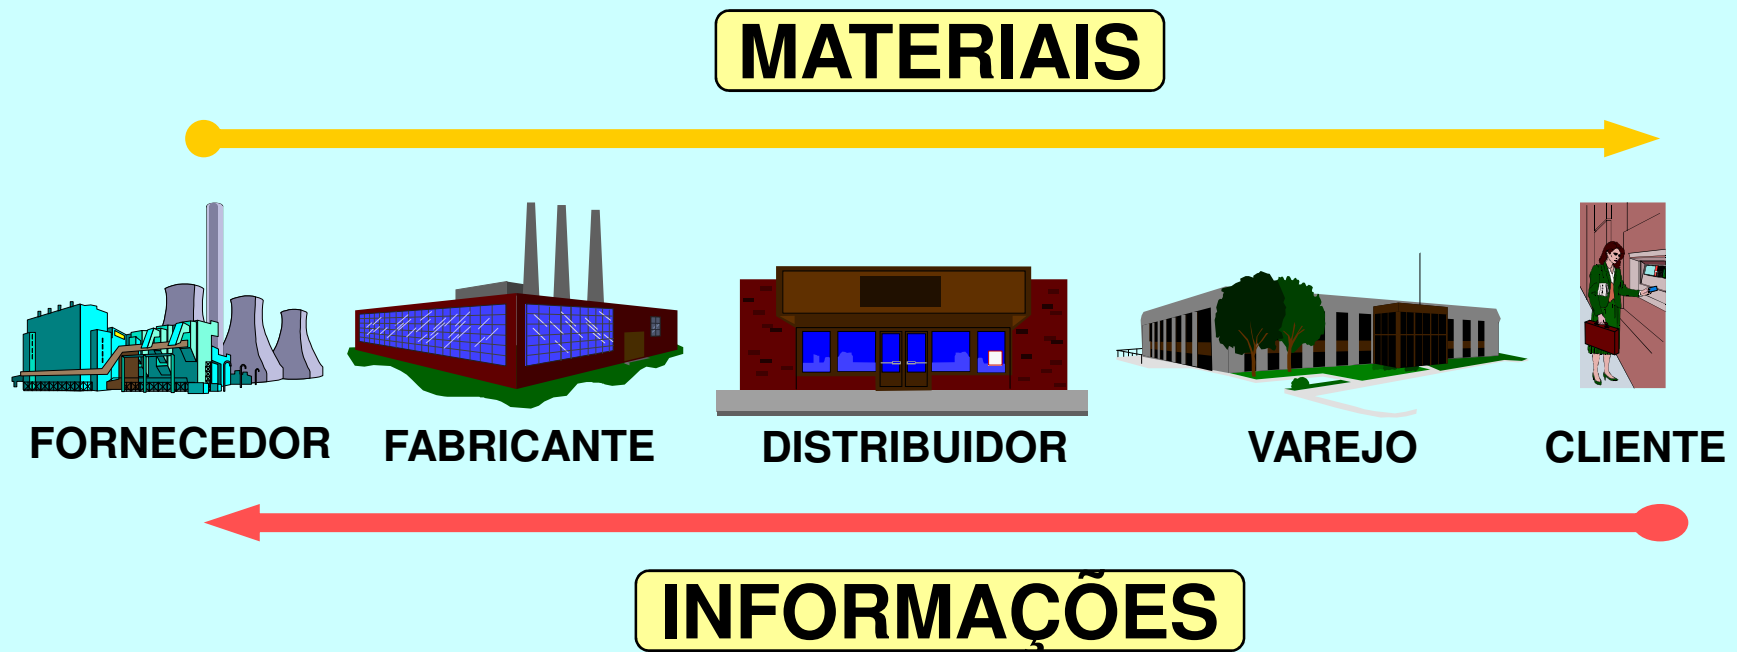 MATERIAIS
FORNECEDOR
FABRICANTE
DISTRIBUIDOR
VAREJO
CLIENTE
INFORMAÇÕES